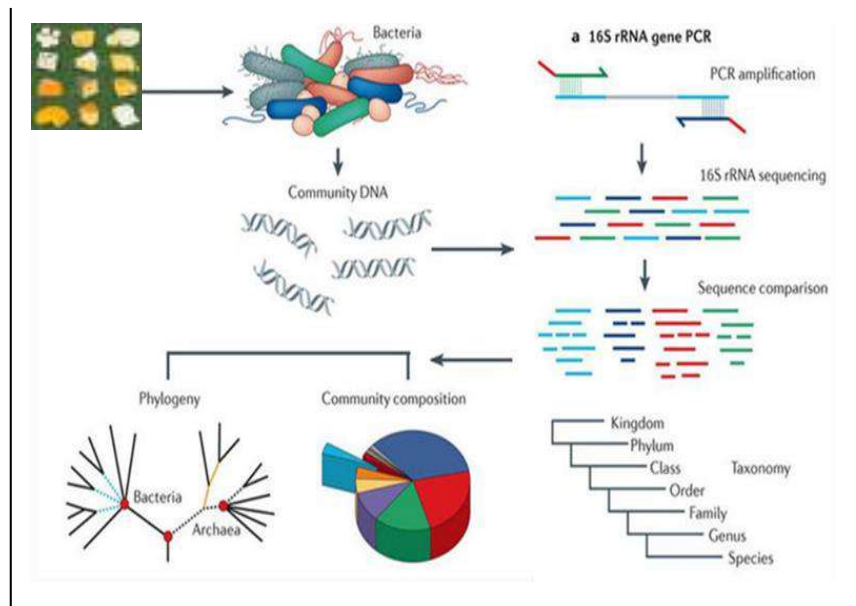 Bacteria
a 16S rRNA gene PCR
PCR amplification
Community DNA
16S rRNA sequencing
Sequence comparison
Phylogeny
Community composition
Bacteria
Archaea
Kingdom
Phylum
Class
Taxonomy
Order
Family
Genus
Species